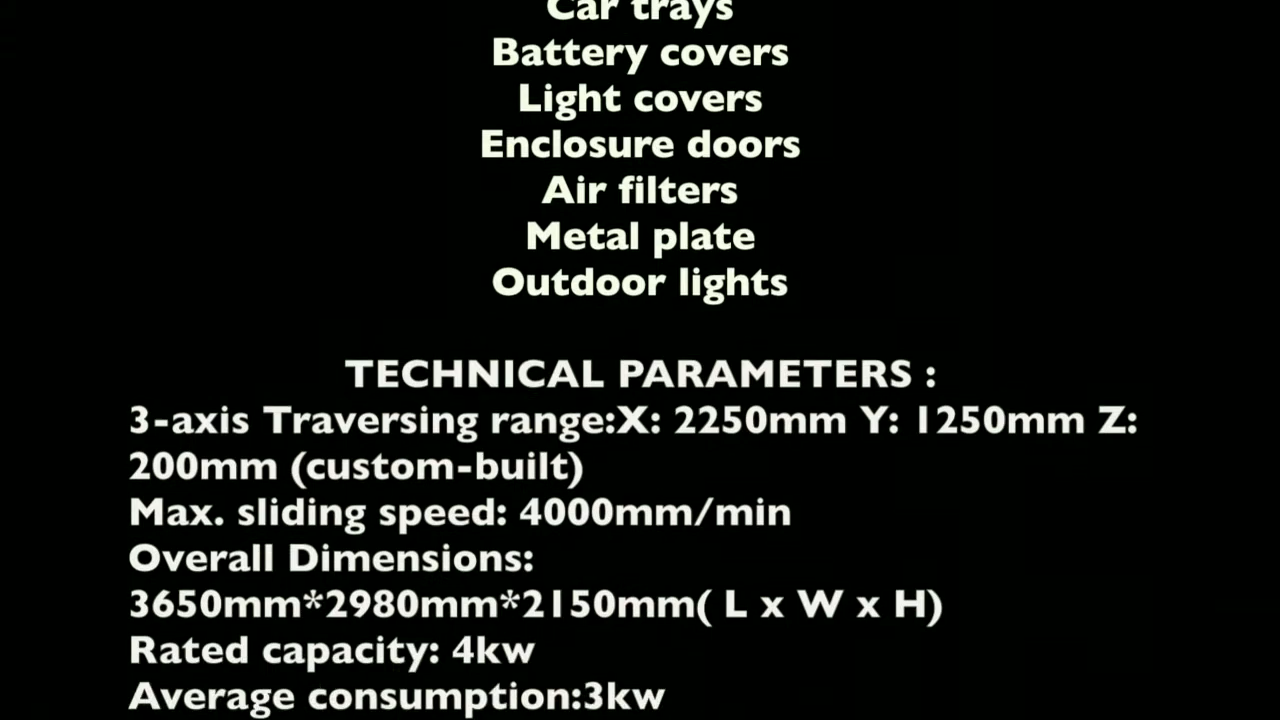 Car trays
Battery covers
Light covers
Enclosure doors
Air filters
Metal plate
Outdoor lights
TECHNICAL PARAMETERS :
3-axis Traversing range:X: 2250mm Y: 1250mm Z:
200mm (custom-built)
Max. sliding speed: 4000mm/min
Overall Dimensions:
3650mm*2980mm*2150mm( L x W x H)
Rated capacity: 4kw
Average consumption:3kw